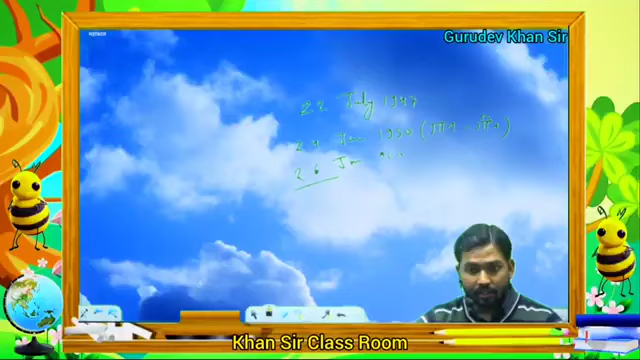 Gurudev Khan Sir
22 July 1947
24 Jan 1950
26 Jan
Khan Sir Class Room